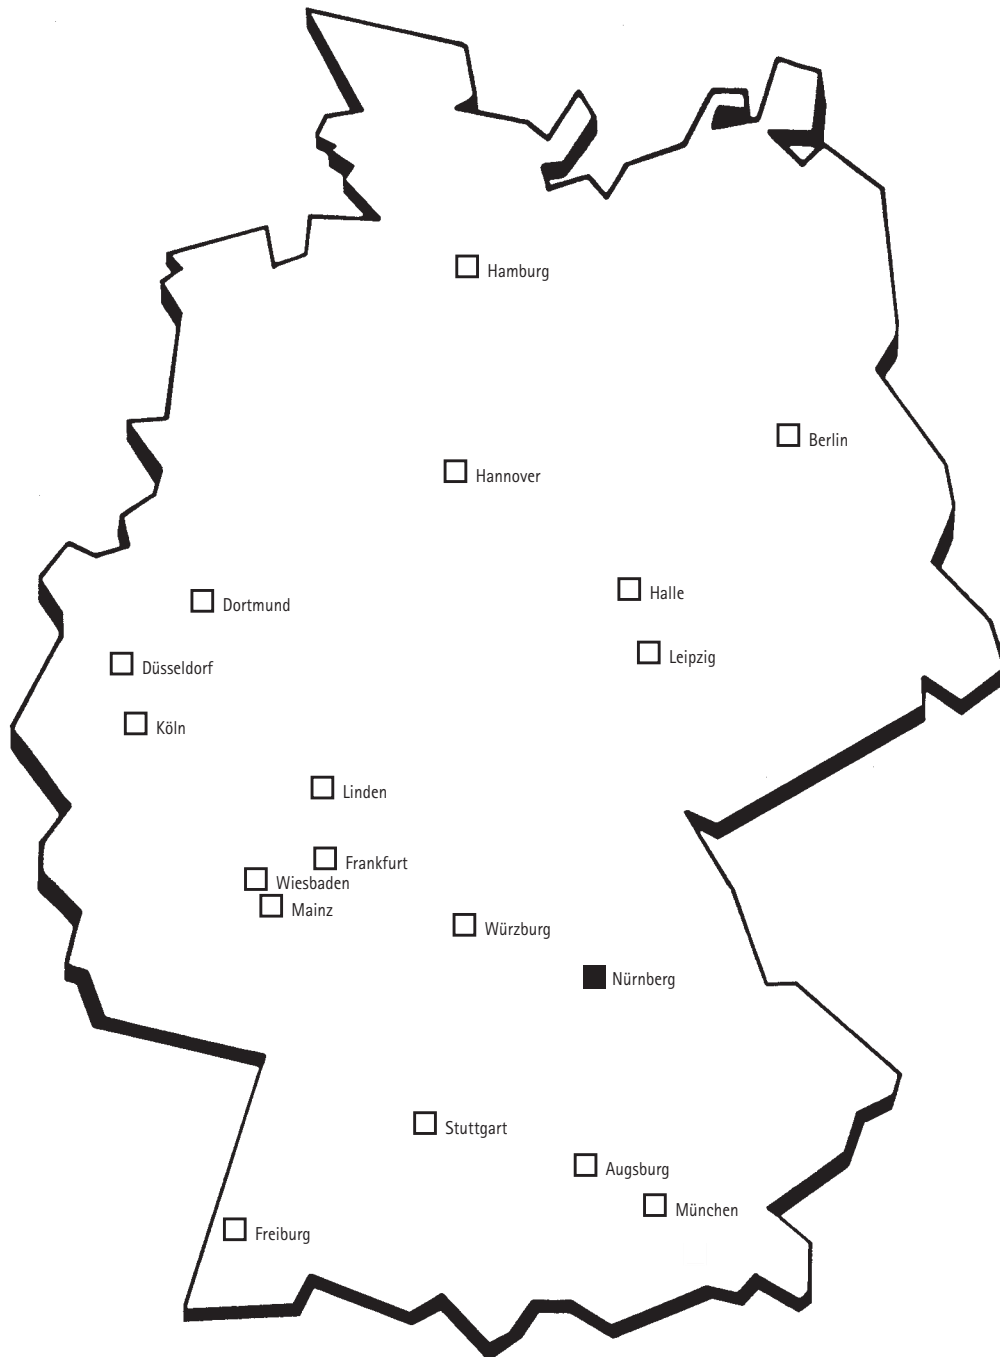 Hamburg
Berlin
Hannover
Halle
Dortmund
Leipzig
Düsseldorf
Köln
Linden
Frankfurt
Wiesbaden
Mainz
Würzburg
Nürnberg
Stuttgart
Augsburg
München
Freiburg